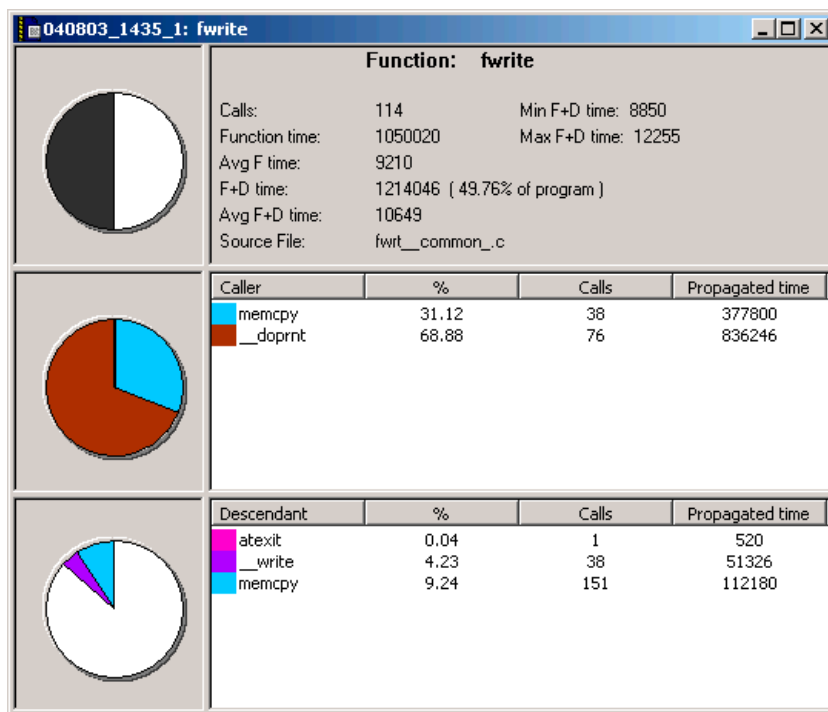 040803_1435_1: fwrite
Function: fwrite
Calls: 114 Min F+D time: 8850
Function time: 1050020 Max F+D time: 12255
Avg F time: 9210
F+D time: 1214046 ( 49.76% of program )
Avg F+D time: 10649
Source File: fwrt__common_.c
Caller % Calls Propagated time
memcpy 31.12 38 377800
__doprnt 68.88 76 836246
Descendant % Calls Propagated time
atexit 0.04 1 520
__write 4.23 38 51326
memcpy 9.24 151 112180